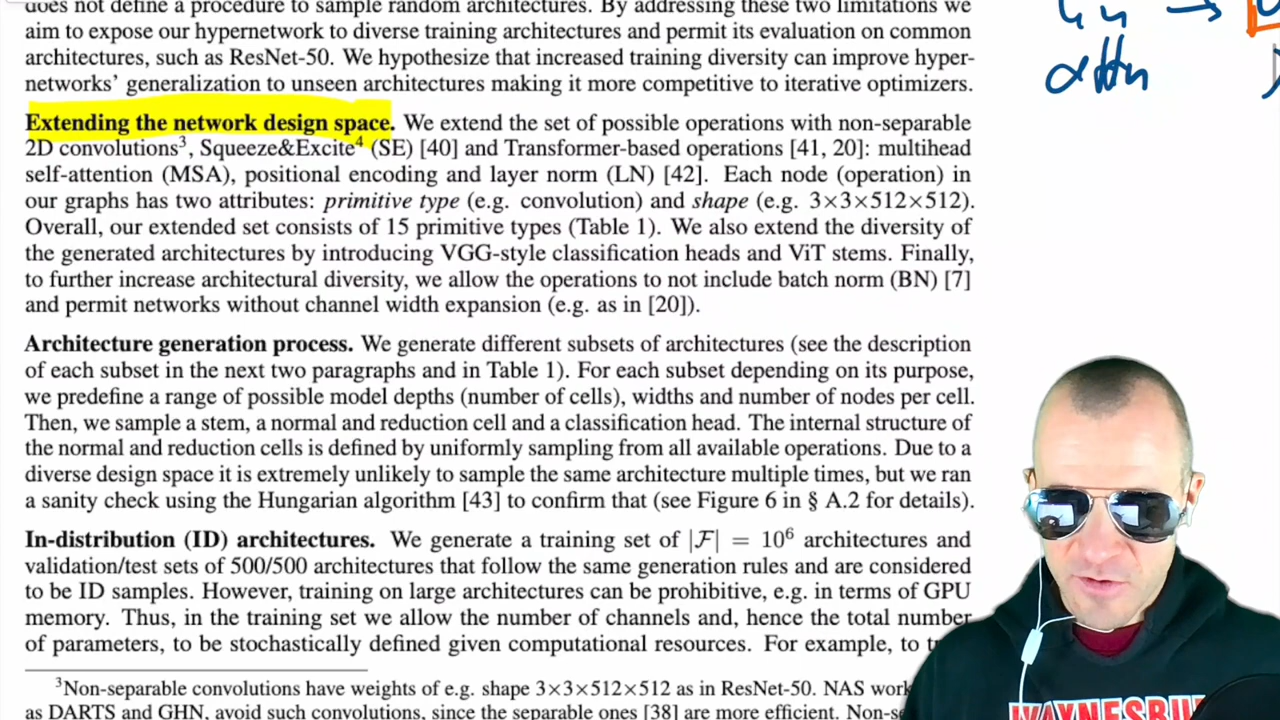 does not define a procedure to sample random architectures. By addressing these two limitations we
aim to expose our hypernetwork to diverse training architectures and permit its evaluation on common
architectures, such as ResNet-50. We hypothesize that increased training diversity can improve hyper-
networks’ generalization to unseen architectures making it more competitive to iterative optimizers.
Extending the network design space. We extend the set of possible operations with non-separable
2D convolutions³, Squeeze&Excite⁴ (SE) [40] and Transformer-based operations [41, 20]: multihead
self-attention (MSA), positional encoding and layer norm (LN) [42]. Each node (operation) in
our graphs has two attributes: primitive type (e.g. convolution) and shape (e.g. 3×3×512×512).
Overall, our extended set consists of 15 primitive types (Table 1). We also extend the diversity of
the generated architectures by introducing VGG-style classification heads and ViT stems. Finally,
to further increase architectural diversity, we allow the operations to not include batch norm (BN) [7]
and permit networks without channel width expansion (e.g. as in [20]).
Architecture generation process. We generate different subsets of architectures (see the description
of each subset in the next two paragraphs and in Table 1). For each subset depending on its purpose,
we predefine a range of possible model depths (number of cells), widths and number of nodes per cell.
Then, we sample a stem, a normal and reduction cell and a classification head. The internal structure of
the normal and reduction cells is defined by uniformly sampling from all available operations. Due to a
diverse design space it is extremely unlikely to sample the same architecture multiple times, but we ran
a sanity check using the Hungarian algorithm [43] to confirm that (see Figure 6 in § A.2 for details).
In-distribution (ID) architectures. We generate a training set of |F| = 10⁶ architectures and
validation/test sets of 500/500 architectures that follow the same generation rules and are considered
to be ID samples. However, training on large architectures can be prohibitive, e.g. in terms of GPU
memory. Thus, in the training set we allow the number of channels and, hence the total number
of parameters, to be stochastically defined given computational resources. For example, to
³Non-separable convolutions have weights of e.g. shape 3×3×512×512 as in ResNet-50. NAS
as DARTS and GHN, avoid such convolutions, since the separable ones [38] are more efficient.
attn